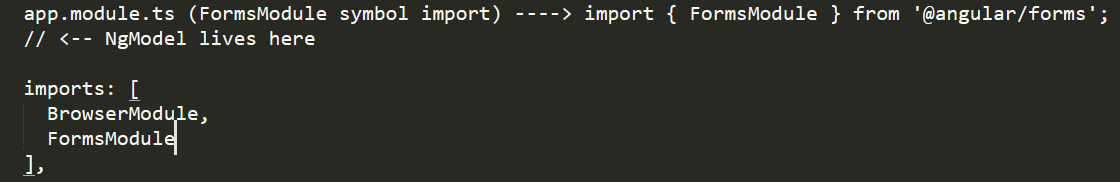 app.module.ts (FormsModule symbol import) ----> import { FormsModule } from '@angular/forms';
// <-- NgModel lives here
imports: [
BrowserModule,
FormsModule
],